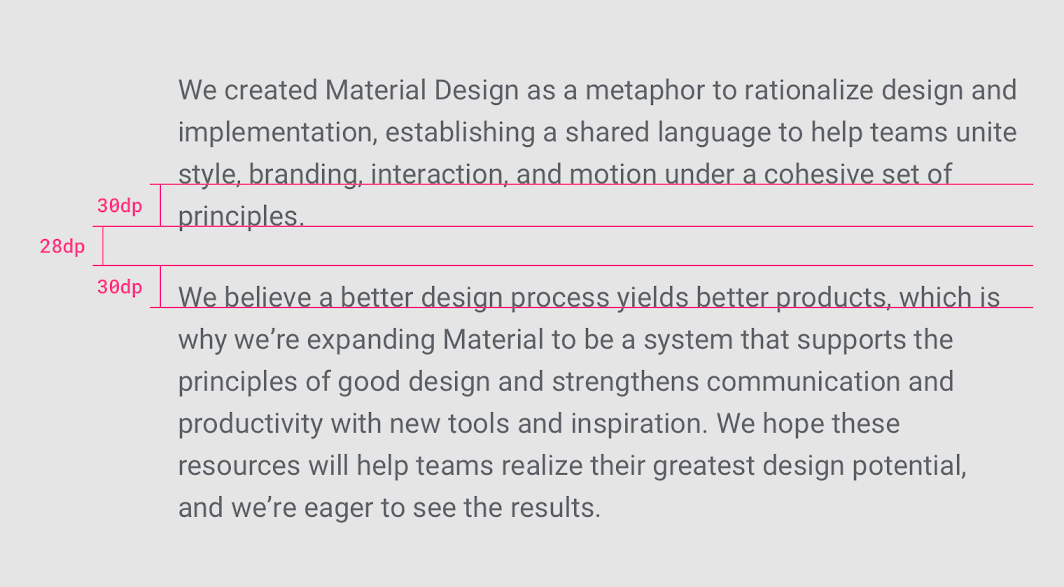 We created Material Design as a metaphor to rationalize design and
implementation, establishing a shared language to help teams unite
style, branding, interaction, and motion under a cohesive set of
30dp
principles.
28dp
30dp
We believe a better design process yields better products, which is
why we’re expanding Material to be a system that supports the
principles of good design and strengthens communication and
productivity with new tools and inspiration. We hope these
resources will help teams realize their greatest design potential,
and we’re eager to see the results.